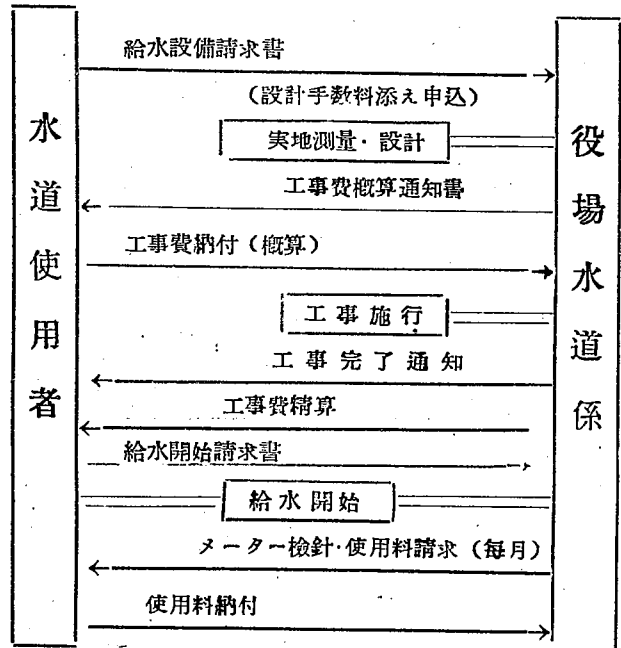 水道使用者
給水設備請求書
(設計手数料添え申込)
実地測量・設計
工事費概算通知書
工事費納付(概算)
工事施行
工事完了通知
工事費精算
給水開始請求書
給水開始
メーター検針・使用料請求(毎月)
使用料納付
役場水道係